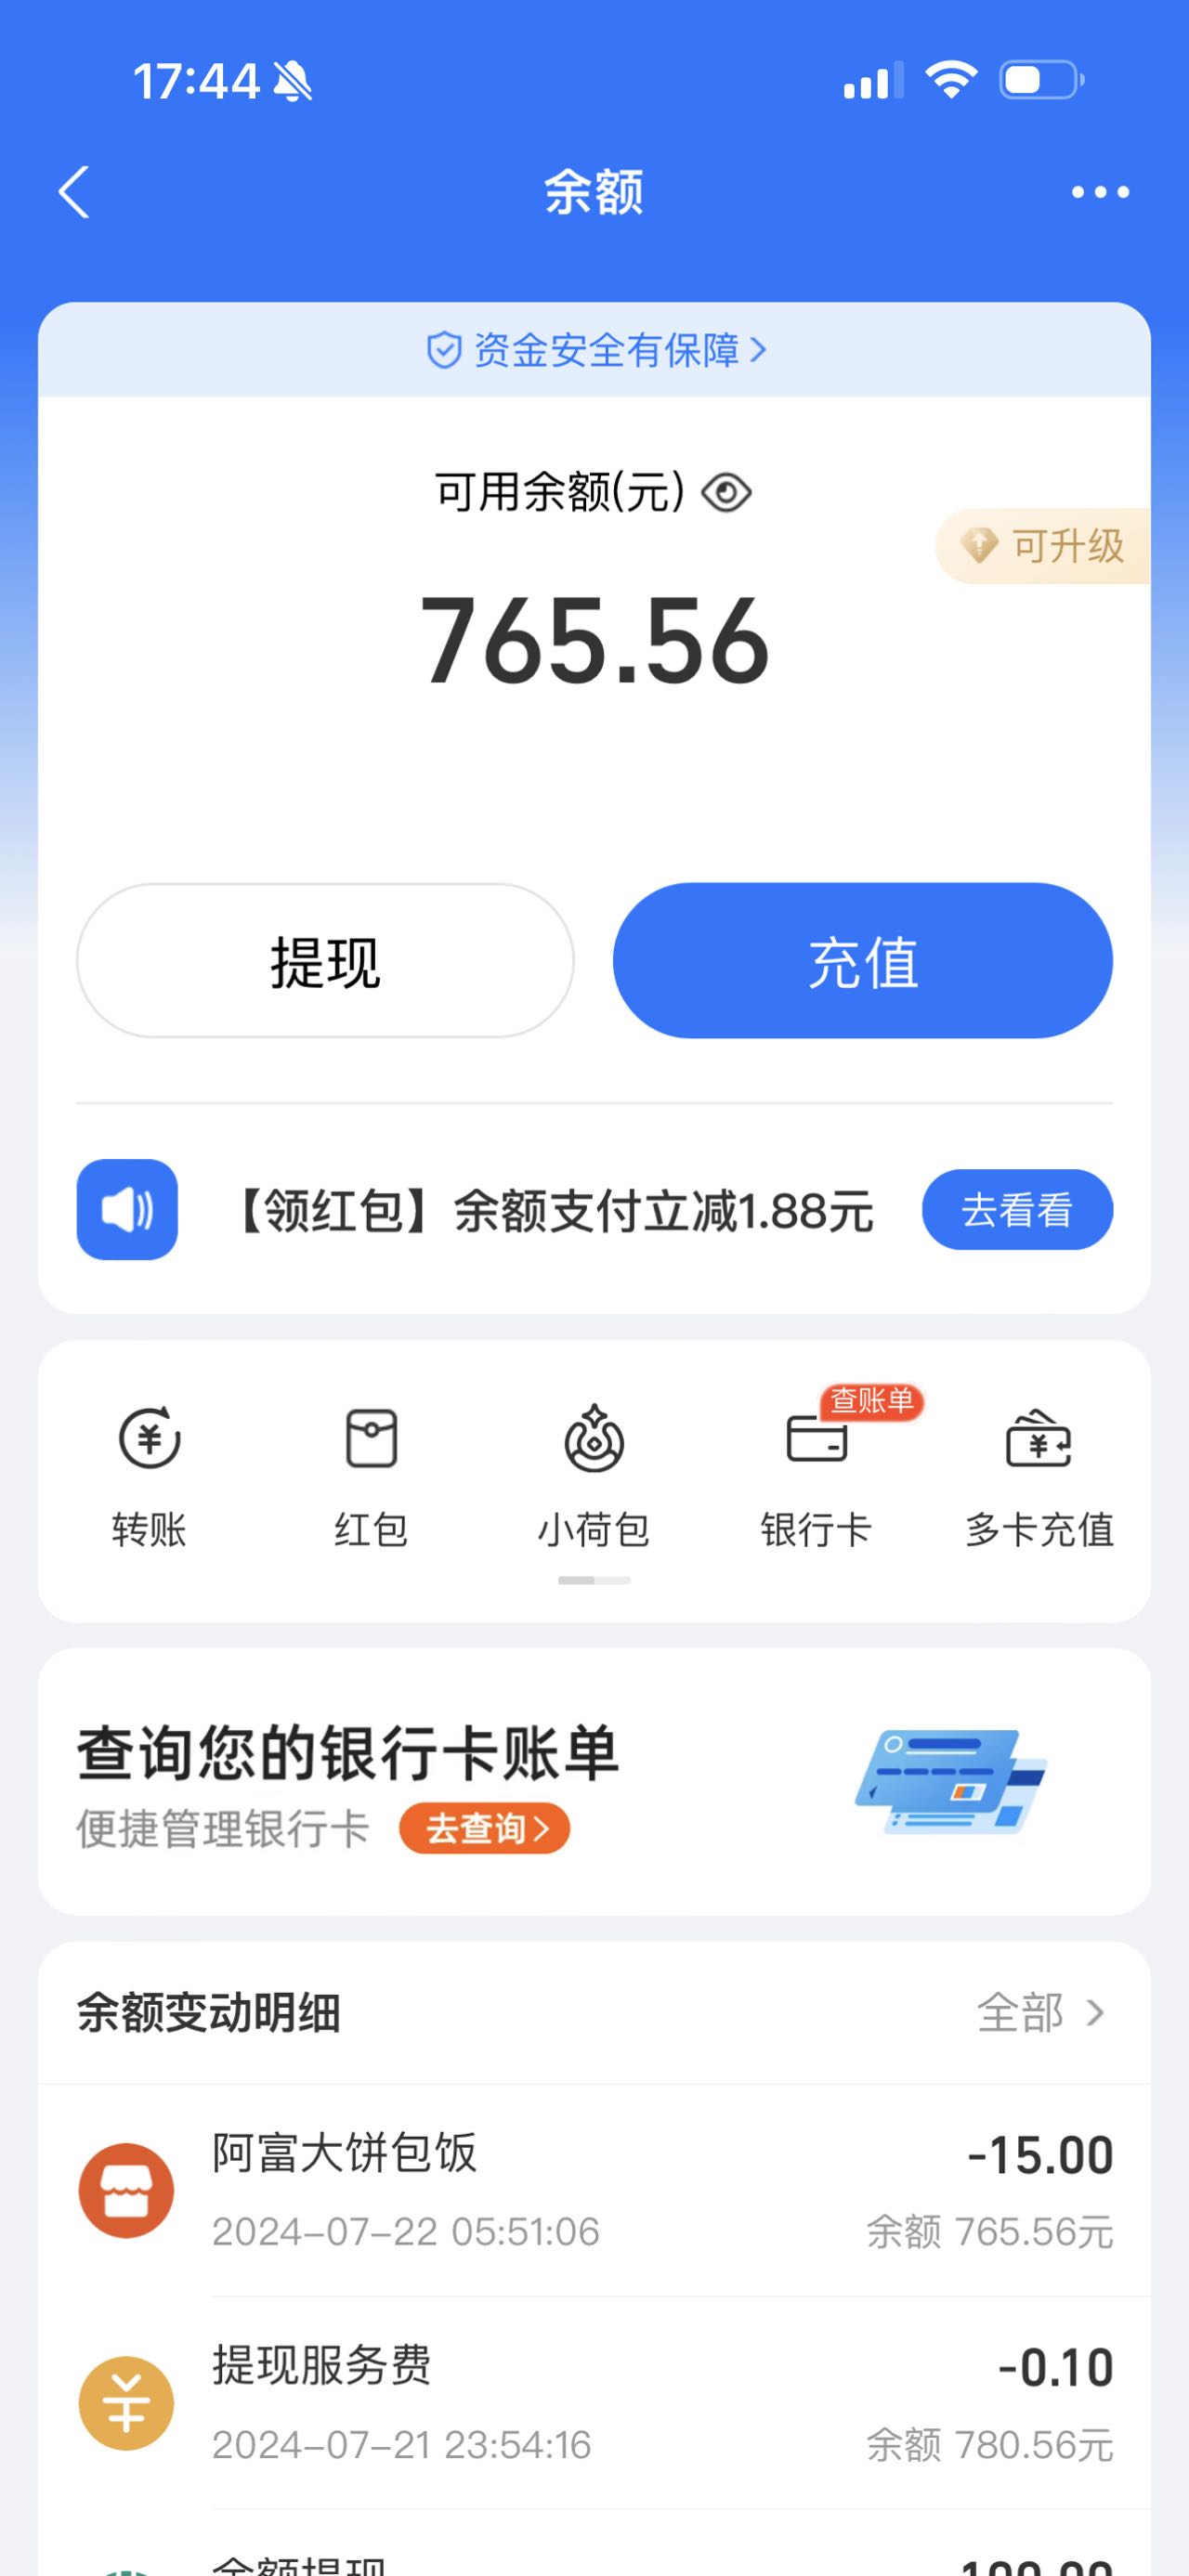 17:44
余额
资金安全有保障
可用余额(元)
可升级
765.56
提现
充值
【领红包】余额支付立减1.88元
去看看
查账单
转账
红包
小荷包
银行卡
多卡充值
查询您的银行卡账单
便捷管理银行卡
去查询
余额变动明细
全部
阿富大饼包饭
-15.00
2024-07-22 05:51:06
余额 765.56元
提现服务费
-0.10
2024-07-21 23:54:16
余额 780.56元
余额提现
100.00